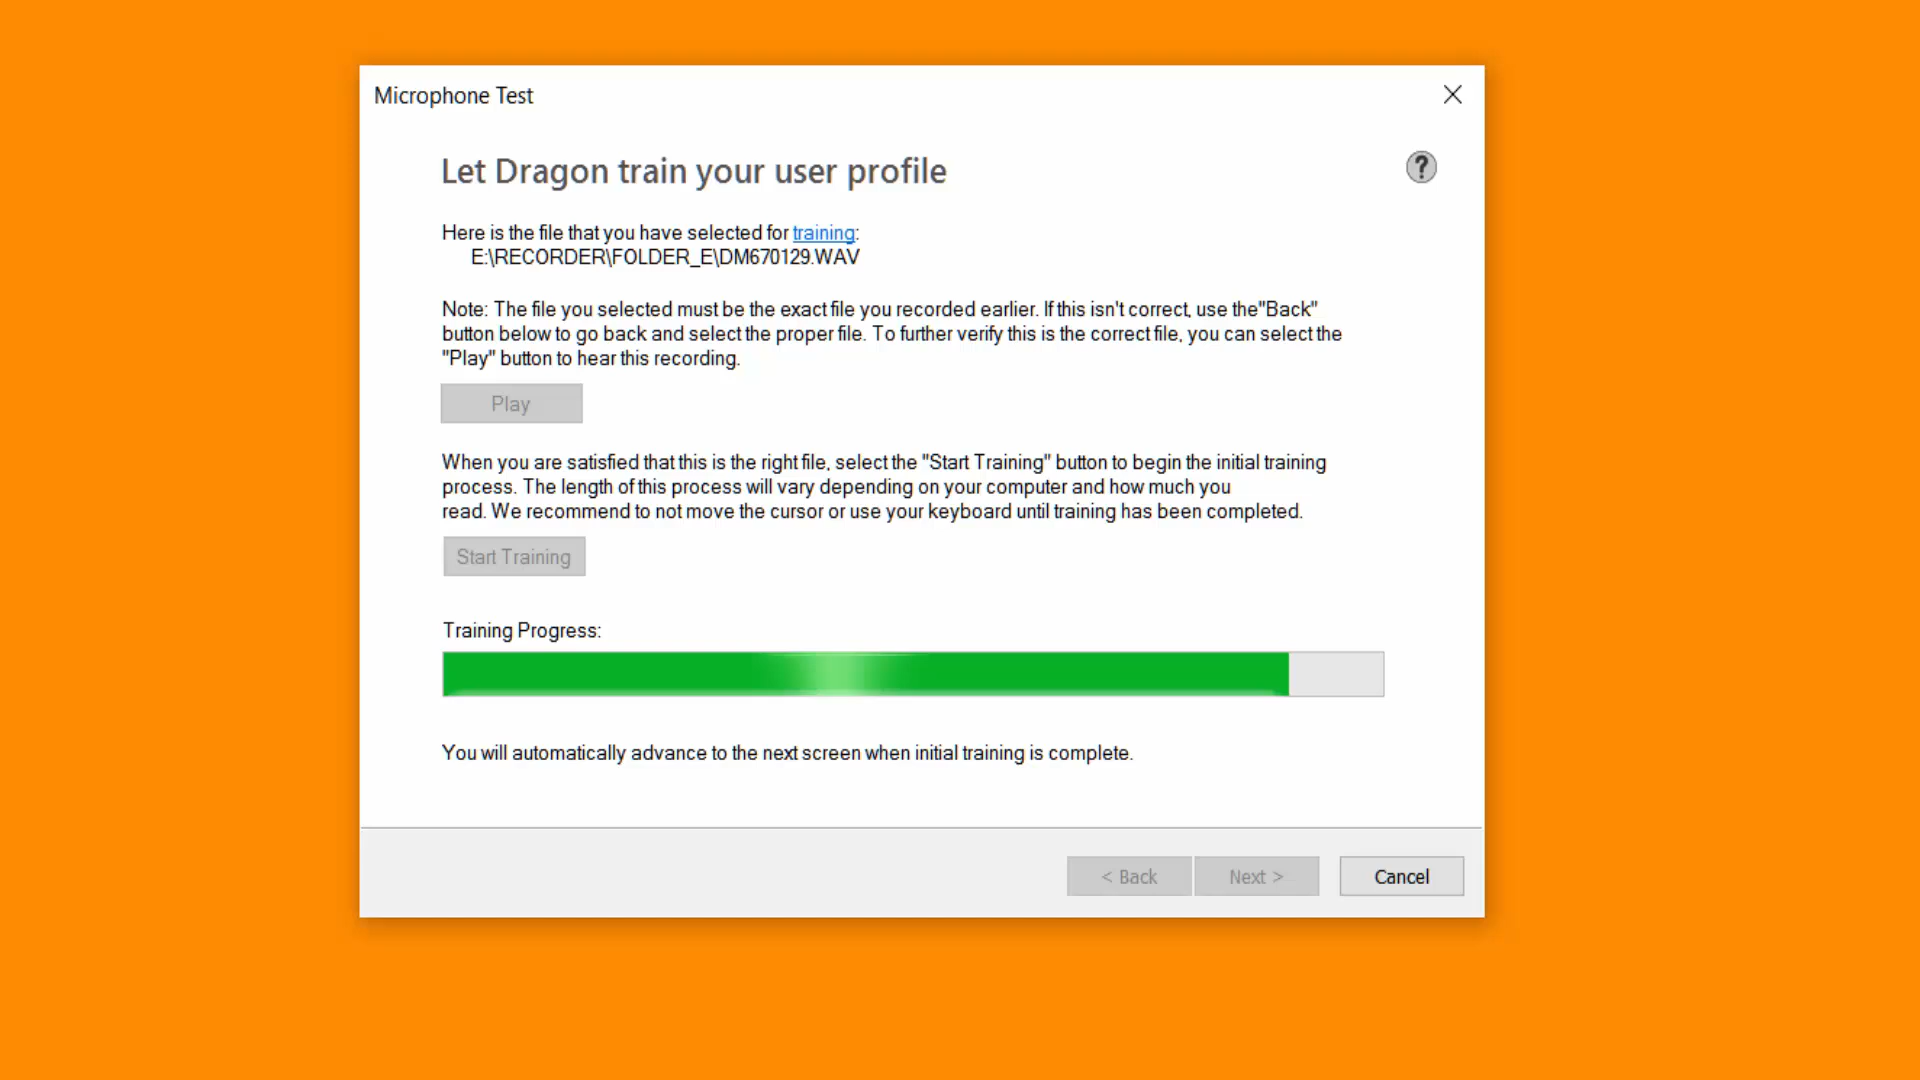 Microphone Test
Let Dragon train your user profile
?
Here is the file that you have selected for training:
E:\RECORDER\FOLDER_E\DM670129.WAV
Note: The file you selected must be the exact file you recorded earlier. If this isn't correct, use the"Back"
button below to go back and select the proper file. To further verify this is the correct file, you can select the
"Play" button to hear this recording.
Play
When you are satisfied that this is the right file, select the "Start Training" button to begin the initial training
process. The length of this process will vary depending on your computer and how much you
read. We recommend to not move the cursor or use your keyboard until training has been completed.
Start Training
Training Progress:
You will automatically advance to the next screen when initial training is complete.
< Back
Next >
Cancel